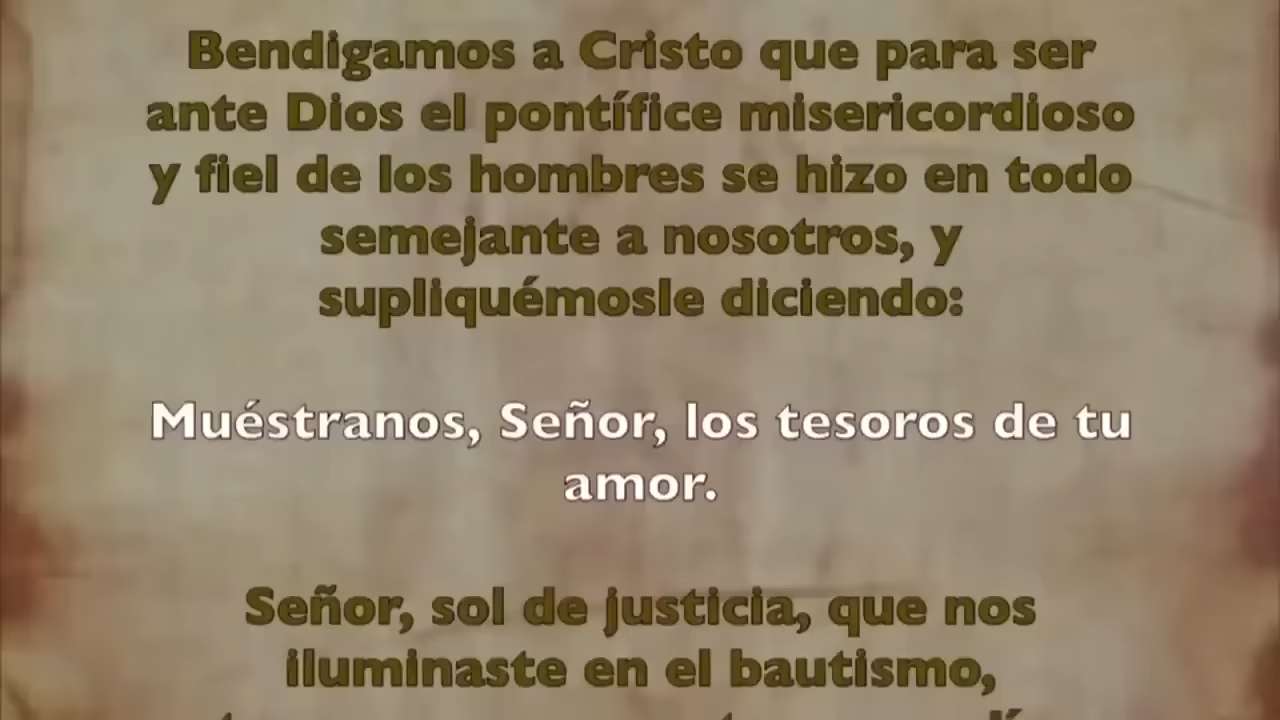 Bendigamos a Cristo que para ser
ante Dios el pontífice misericordioso
y fiel de los hombres se hizo en todo
semejante a nosotros, y
supliquémosle diciendo:
Muéstranos, Señor, los tesoros de tu
amor.
Señor, sol de justicia, que nos
iluminaste en el bautismo,